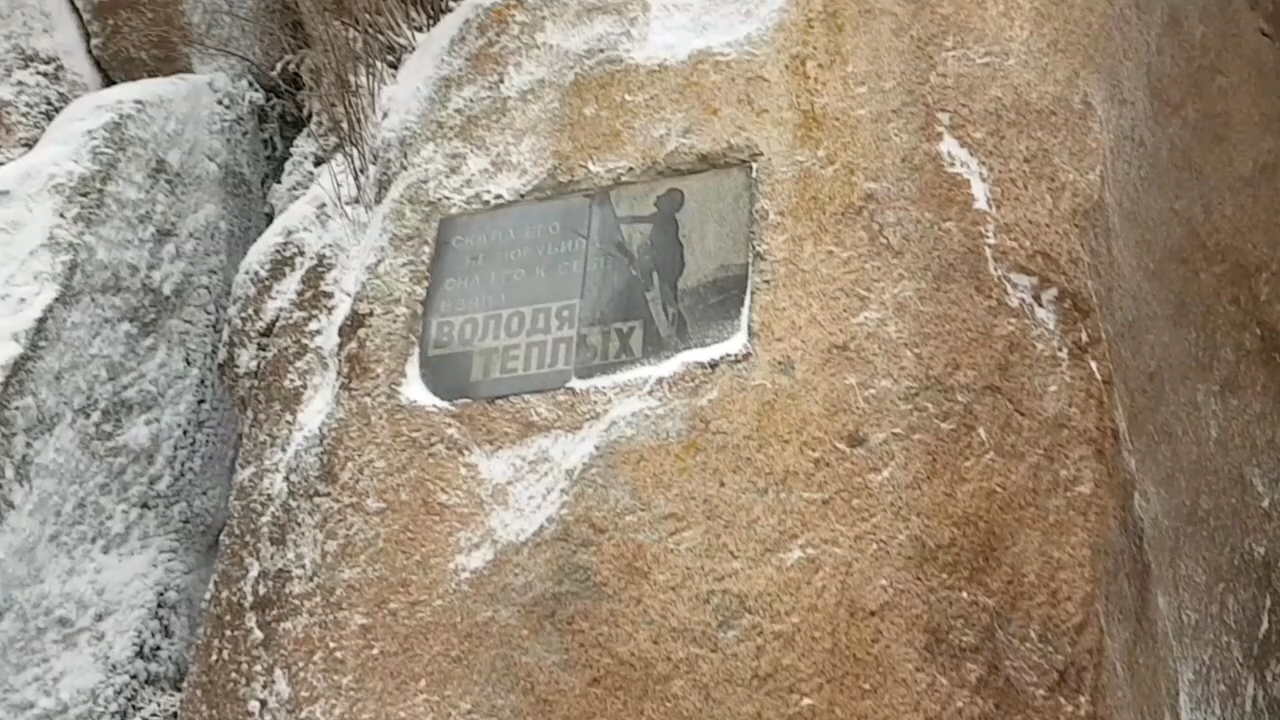 СКАЛА ЕГО
НЕ ПОГУБИЛА
ОНА ЕГО К СЕБЕ
ВЗЯЛА
ВОЛОДЯ
ТЕПЛЫХ